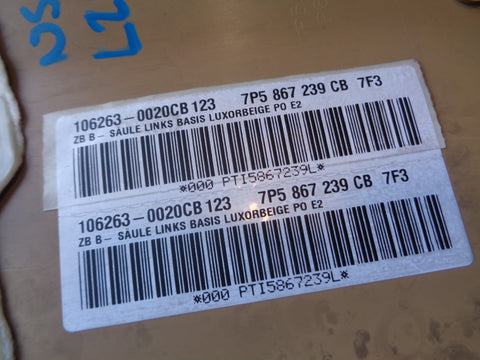 106263-0020CB 123 7P5 867 239 CB 7F3
ZB B- SÄULE LINKS BASIS LUXORBEIGE PO E2
*000 PTI5867239L*
106263-0020CB 123 7P5 867 239 CB 7F3
ZB B- SÄULE LINKS BASIS LUXORBEIGE PO E2
*000 PTI5867239L*